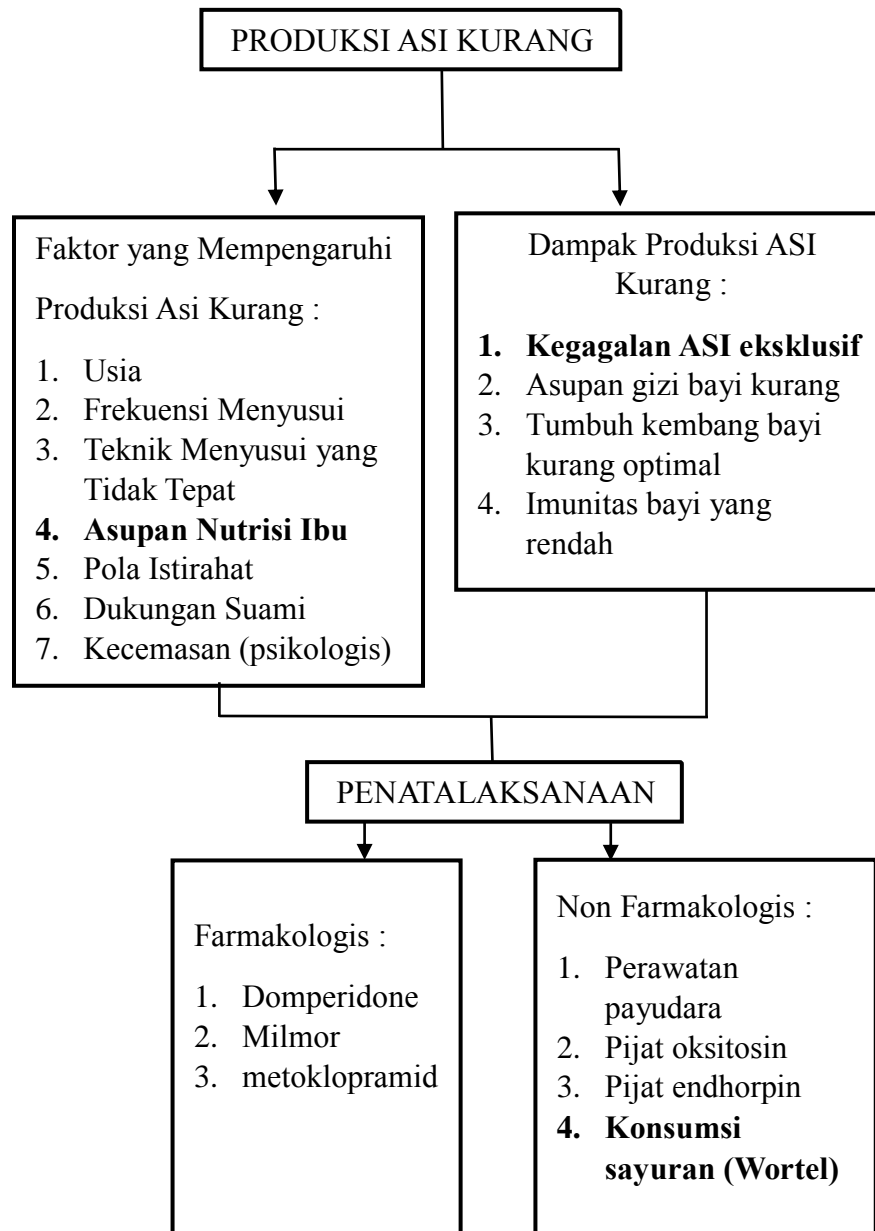 PRODUKSI ASI KURANG
Faktor yang Mempengaruhi
Produksi Asi Kurang :
1. Usia
2. Frekuensi Menyusui
3. Teknik Menyusui yang
Tidak Tepat
4. Asupan Nutrisi Ibu
5. Pola Istirahat
6. Dukungan Suami
7. Kecemasan (psikologis)
Dampak Produksi ASI
Kurang :
1. Kegagalan ASI eksklusif
2. Asupan gizi bayi kurang
3. Tumbuh kembang bayi
kurang optimal
4. Imunitas bayi yang
rendah
PENATALAKSANAAN
Farmakologis :
1. Domperidone
2. Milmor
3. metoklopramid
Non Farmakologis :
1. Perawatan
payudara
2. Pijat oksitosin
3. Pijat endhorpin
4. Konsumsi
sayuran (Wortel)